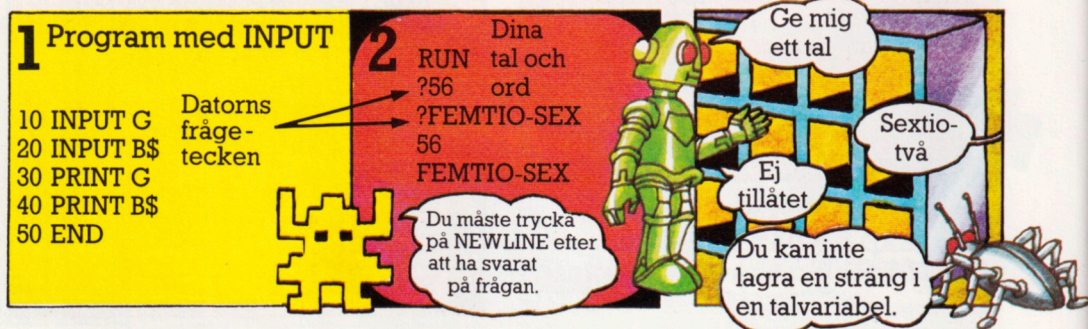 1 Program med INPUT
10 INPUT G
20 INPUT B$
30 PRINT G
40 PRINT B$
50 END
Datorns
fråge-
tecken
2
Dina
tal och
ord
RUN
?56
?FEMTIO-SEX
56
FEMTIO-SEX
Du måste trycka
på NEWLINE efter
att ha svarat
på frågan.
Ge mig
ett tal
Sextio-
två
Ej
tillåtet
Du kan inte
lagra en sträng i
en talvariabel.